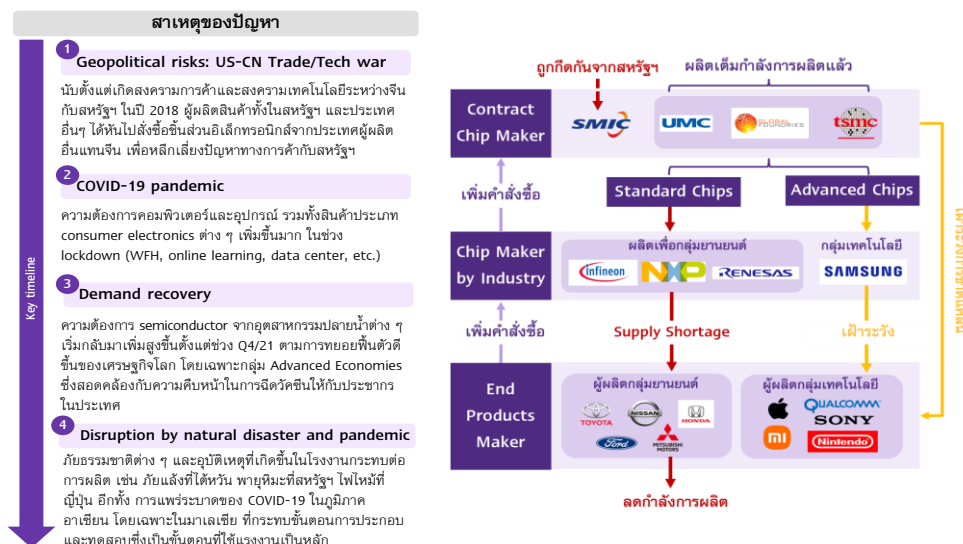 สาเหตุของปัญหา
Key timeline
1
Geopolitical risks: US-CN Trade/Tech war
นับตั้งแต่เกิดสงครามการค้าและสงครามเทคโนโลยีระหว่างจีน
กับสหรัฐฯ ในปี 2018 ผู้ผลิตสินค้าทั้งในสหรัฐฯ และประเทศ
อื่นๆ ได้หันไปสั่งซื้อชิ้นส่วนอิเล็กทรอนิกส์จากประเทศผู้ผลิต
อื่นแทนจีน เพื่อหลีกเลี่ยงปัญหาทางการค้ากับสหรัฐฯ
2
COVID-19 pandemic
ความต้องการคอมพิวเตอร์และอุปกรณ์ รวมทั้งสินค้าประเภท
consumer electronics ต่าง ๆ เพิ่มขึ้นมาก ในช่วง
lockdown (WFH, online learning, data center, etc.)
3
Demand recovery
ความต้องการ semiconductor จากอุตสาหกรรมปลายน้ำต่าง ๆ
เริ่มกลับมาเพิ่มสูงขึ้นตั้งแต่ช่วง Q4/21 ตามการทยอยฟื้นตัวดี
ขึ้นของเศรษฐกิจโลก โดยเฉพาะกลุ่ม Advanced Economies
ซึ่งสอดคล้องกับความคืบหน้าในการฉีดวัคซีนให้กับประชากร
ในประเทศ
4
Disruption by natural disaster and pandemic
ภัยธรรมชาติต่าง ๆ และอุบัติเหตุที่เกิดขึ้นในโรงงานกระทบต่อ
การผลิต เช่น ภัยแล้งที่ไต้หวัน พายุหิมะที่สหรัฐฯ ไฟไหม้ที่
ญี่ปุ่น อีกทั้ง การแพร่ระบาดของ COVID-19 ในภูมิภาค
อาเซียน โดยเฉพาะในมาเลเซีย ที่กระทบขั้นตอนการประกอบ
และทดสอบซึ่งเป็นขั้นตอนที่ใช้แรงงานเป็นหลัก
ถูกกีดกันจากสหรัฐฯ
ผลิตเต็มกำลังการผลิตแล้ว
Contract
Chip Maker
SMIC
UMC
GLOBAL
FOUNDRIES
tsmc
เพิ่มคำสั่งซื้อ
Standard Chips
Advanced Chips
Chip Maker
by Industry
ผลิตเพื่อกลุ่มยานยนต์
infineon
NXP
RENESAS
กลุ่มเทคโนโลยี
SAMSUNG
เพิ่มคำสั่งซื้อ
Supply Shortage
เฝ้าระวัง
End
Products
Maker
ผู้ผลิตกลุ่มยานยนต์
TOYOTA
NISSAN
HONDA
Ford
MITSUBISHI
MOTORS
ผู้ผลิตกลุ่มเทคโนโลยี
QUALCOMM
SONY
mi
Nintendo
ลดกำลังการผลิต